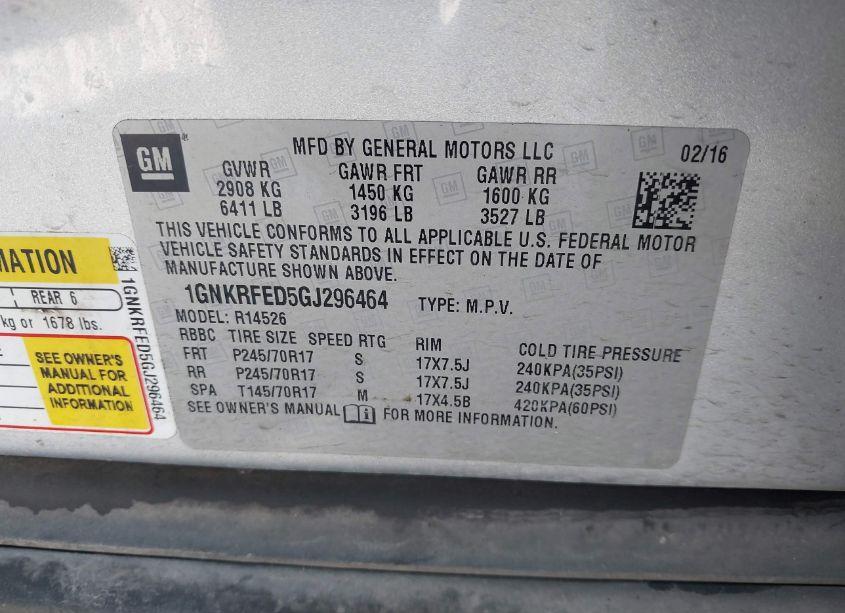 GM
MFD BY GENERAL MOTORS LLC 02/16
GVWR GAWR FRT GAWR RR
2908 KG 1450 KG 1600 KG
6411 LB 3196 LB 3527 LB
THIS VEHICLE CONFORMS TO ALL APPLICABLE U.S. FEDERAL MOTOR
VEHICLE SAFETY STANDARDS IN EFFECT ON THE DATE OF
MANUFACTURE SHOWN ABOVE.
1GNKRFED5GJ296464 TYPE: M.P.V.
MODEL: R14526
RBBC TIRE SIZE SPEED RTG RIM COLD TIRE PRESSURE
FRT P245/70R17 S 17X7.5J 240KPA(35PSI)
RR P245/70R17 S 17X7.5J 240KPA(35PSI)
SPA T145/70R17 M 17X4.5B 420KPA(60PSI)
SEE OWNER'S MANUAL FOR MORE INFORMATION.
MATION
REAR 6
kg or 1678 lbs.
SEE OWNER'S
MANUAL FOR
ADDITIONAL
INFORMATION
1GNKRFED5GJ296464